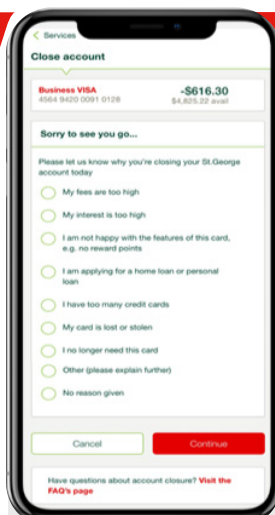 Services
Close account
Business VISA
-$616.30
4564 9420 0091 0128
$4,825.22 avail
Sorry to see you go...
Please let us know why you're closing your St.George
account today
My fees are too high
My interest is too high
I am not happy with the features of this card,
e.g. no reward points
I am applying for a home loan or personal
loan
I have too many credit cards
My card is lost or stolen
I no longer need this card
Other (please explain further)
No reason given
Cancel
Continue
Have questions about account closure? Visit the
FAQ's page